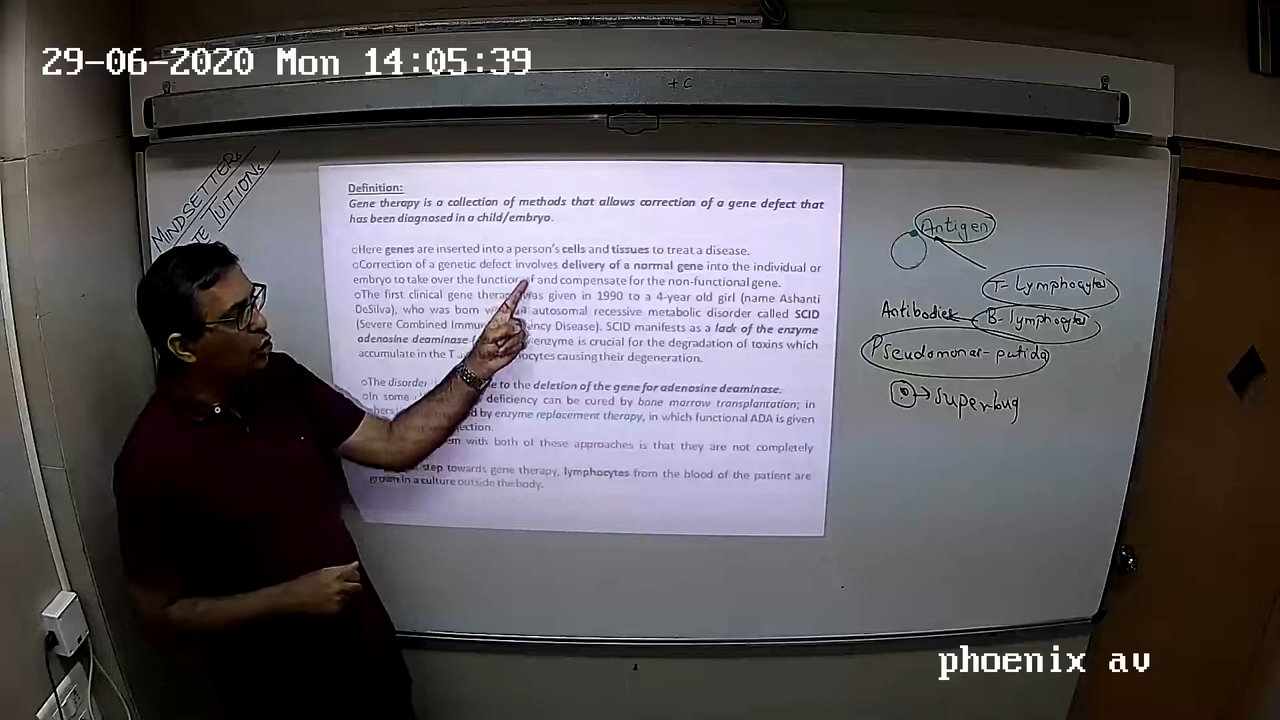 29-06-2020 Mon 14:05:39
+ C
MINDSETTERS
TUITIONS
Definition:
Gene therapy is a collection of methods that allows correction of a gene defect that
has been diagnosed in a child/embryo.
oHere genes are inserted into a person's cells and tissues to treat a disease.
oCorrection of a genetic defect involves delivery of a normal gene into the individual or
embryo to take over the function of and compensate for the non-functional gene.
oThe first clinical gene therapy was given in 1990 to a 4-year old girl (name Ashanti
DeSilva), who was born autosomal recessive metabolic disorder called SCID
(Severe Combined Disease). SCID manifests as a lack of the enzyme
adenosine deaminase enzyme is crucial for the degradation of toxins which
accumulate in the T causing their degeneration.
oThe disorder to the deletion of the gene for adenosine deaminase.
oIn some deficiency can be cured by bone marrow transplantation; in
by enzyme replacement therapy, in which functional ADA is given
with both of these approaches is that they are not completely
step towards gene therapy, lymphocytes from the blood of the patient are
grown in a culture outside the body.
Antigen
T-Lymphocytes
Antibodies B-lymphocytes
Pseudomonas-putida
→Superbug
phoenix av